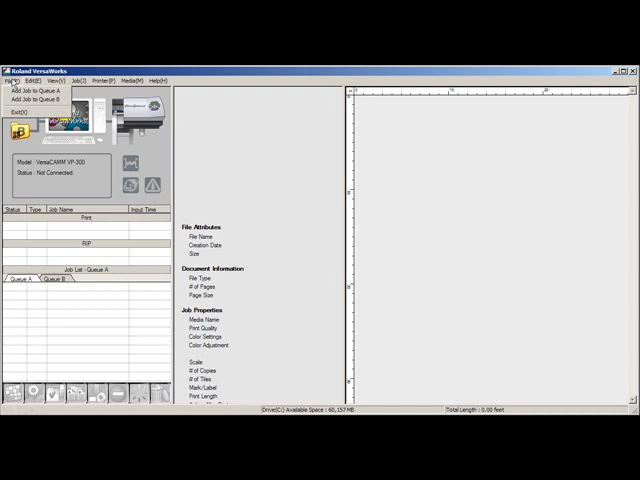 Roland VersaWorks
Edit(E) View(V) Job(J) Printer(P) Media(M) Help(H)
Add Job to Queue A
Add Job to Queue B
Exit(X)
B
Model : VersaCAMM VP-300
Status : Not Connected.
Status Type Job Name Input Time
Print
RIP
Job List - Queue A
Queue A Queue B
File Attributes
File Name
Creation Date
Size
Document Information
File Type
# of Pages
Page Size
Job Properties
Media Name
Print Quality
Color Settings
Color Adjustment
Scale
# of Copies
# of Tiles
Mark/Label
Print Length
0 10 20
Drive(C:) Available Space : 60,157 MB
Total Length : 0.00 feet